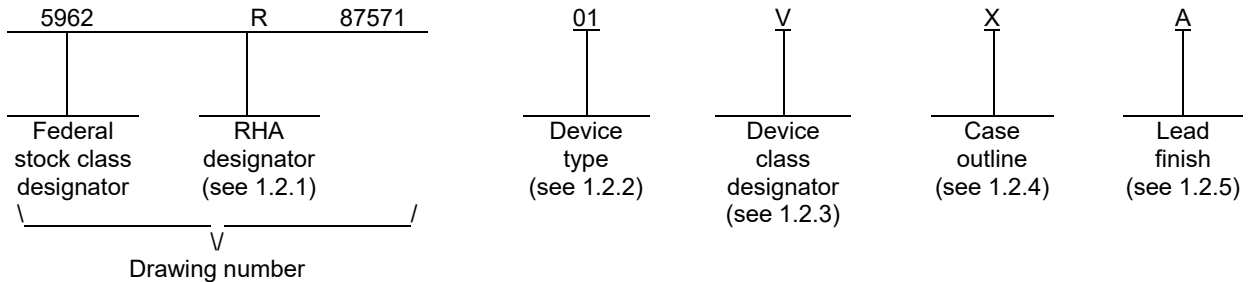 5962 R 87571 01 V X A
Federal RHA Device Device Case Lead
stock class designator type class outline finish
designator (see 1.2.1) (see 1.2.2) designator (see 1.2.4) (see 1.2.5)
(see 1.2.3)
\ /
\/
Drawing number